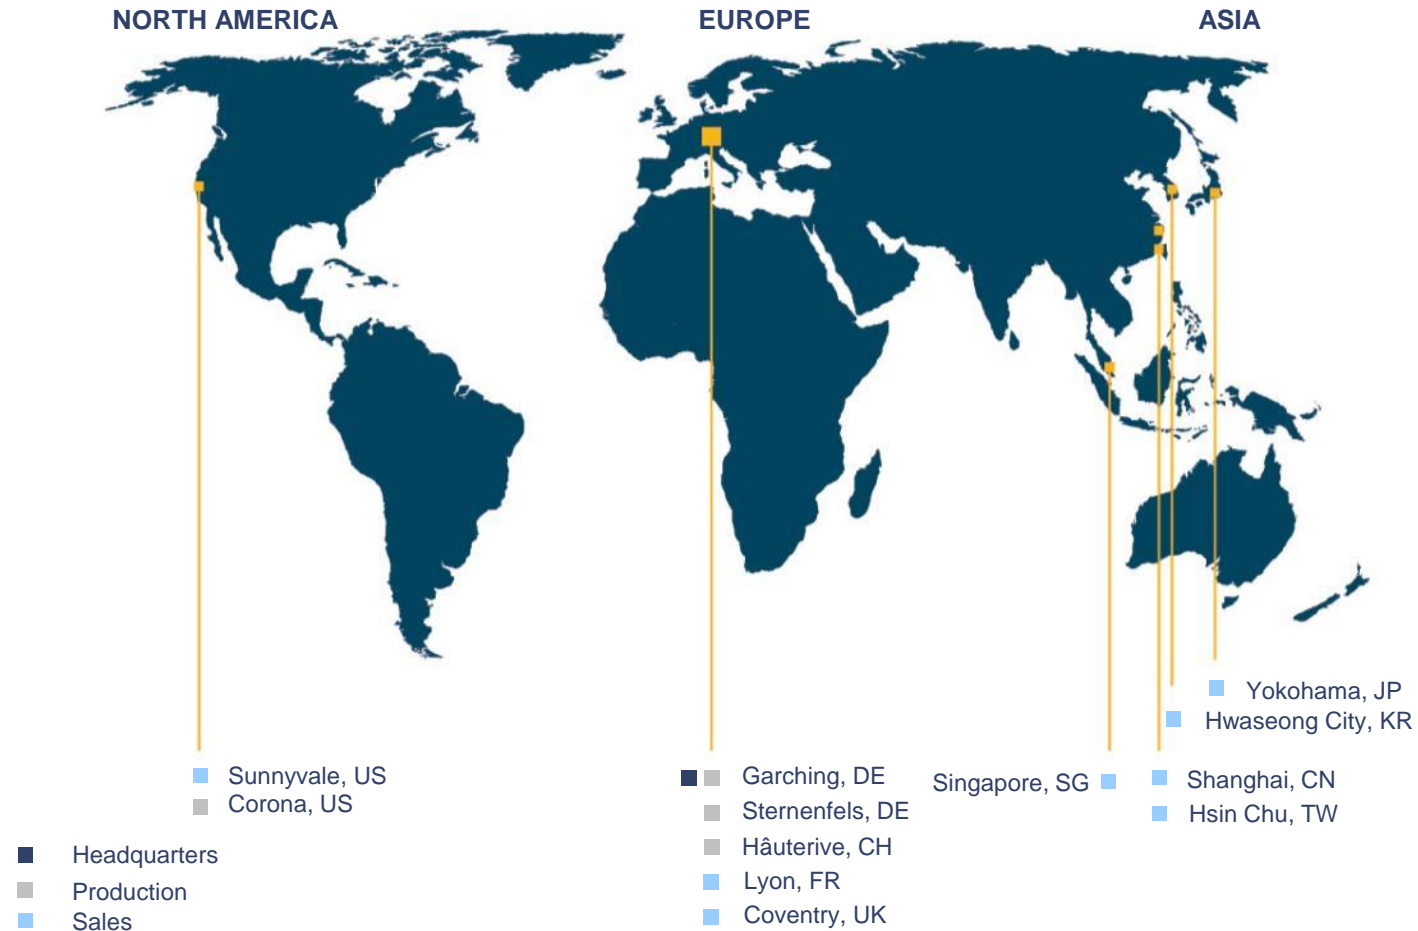 NORTH AMERICA
EUROPE
ASIA
Yokohama, JP
Hwaseong City, KR
Sunnyvale, US
Corona, US
Garching, DE
Sternenfels, DE
Hâuterive, CH
Lyon, FR
Coventry, UK
Singapore, SG
Shanghai, CN
Hsin Chu, TW
Headquarters
Production
Sales